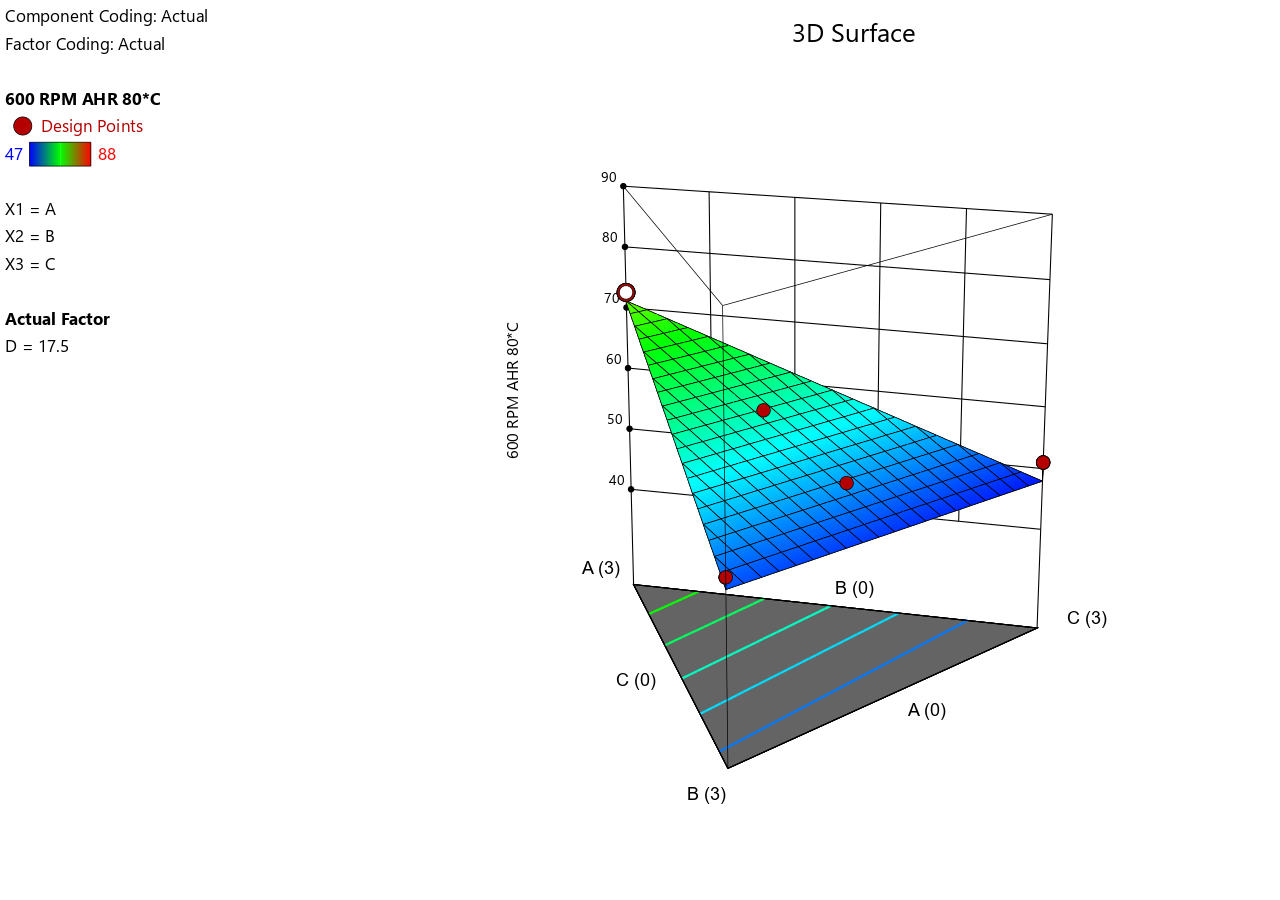 Component Coding: Actual
Factor Coding: Actual
3D Surface
600 RPM AHR 80*C
Design Points
47 88
X1 = A
X2 = B
X3 = C
Actual Factor
D = 17.5
90
80
70
60
50
40
600 RPM AHR 80*C
A (3)
B (0)
C (3)
C (0)
A (0)
B (3)